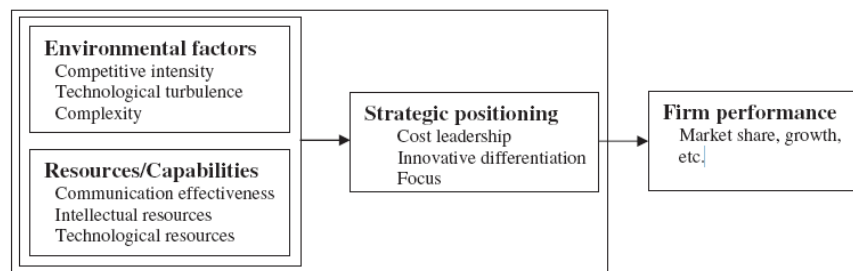 Environmental factors
Competitive intensity
Technological turbulence
Complexity
Resources/Capabilities
Communication effectiveness
Intellectual resources
Technological resources
Strategic positioning
Cost leadership
Innovative differentiation
Focus
Firm performance
Market share, growth,
etc.